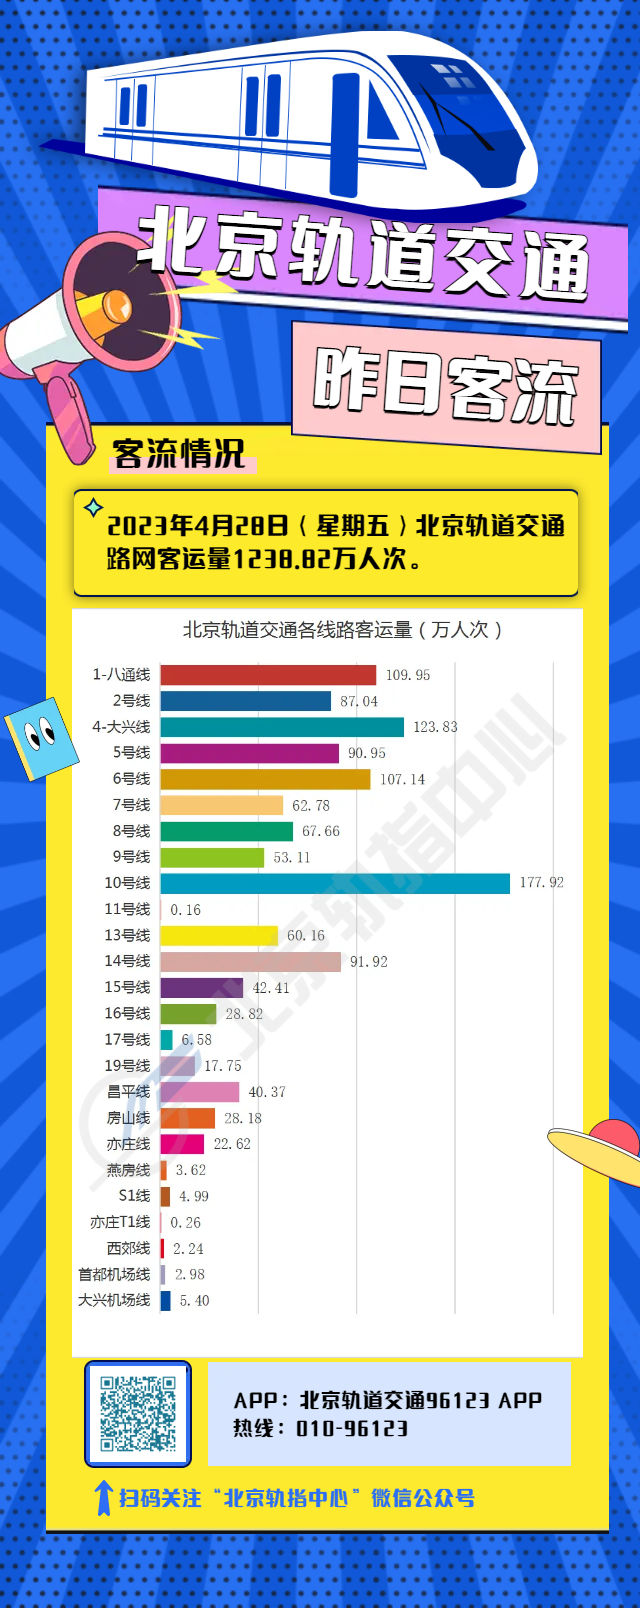 北京轨道交通
昨日客流
客流情况
2023年4月28日（星期五）北京轨道交通
路网客运量1238.82万人次。
北京轨道交通各线路客运量（万人次）
1-八通线 109.95
2号线 87.04
4-大兴线 123.83
5号线 90.95
6号线 107.14
7号线 62.78
8号线 67.66
9号线 53.11
10号线 177.92
11号线 0.16
13号线 60.16
14号线 91.92
15号线 42.41
16号线 28.82
17号线 6.58
19号线 17.75
昌平线 40.37
房山线 28.18
亦庄线 22.62
燕房线 3.62
S1线 4.99
亦庄T1线 0.26
西郊线 2.24
首都机场线 2.98
大兴机场线 5.40
北京轨指中心
APP：北京轨道交通96123 APP
热线：010-96123
扫码关注“北京轨指中心”微信公众号